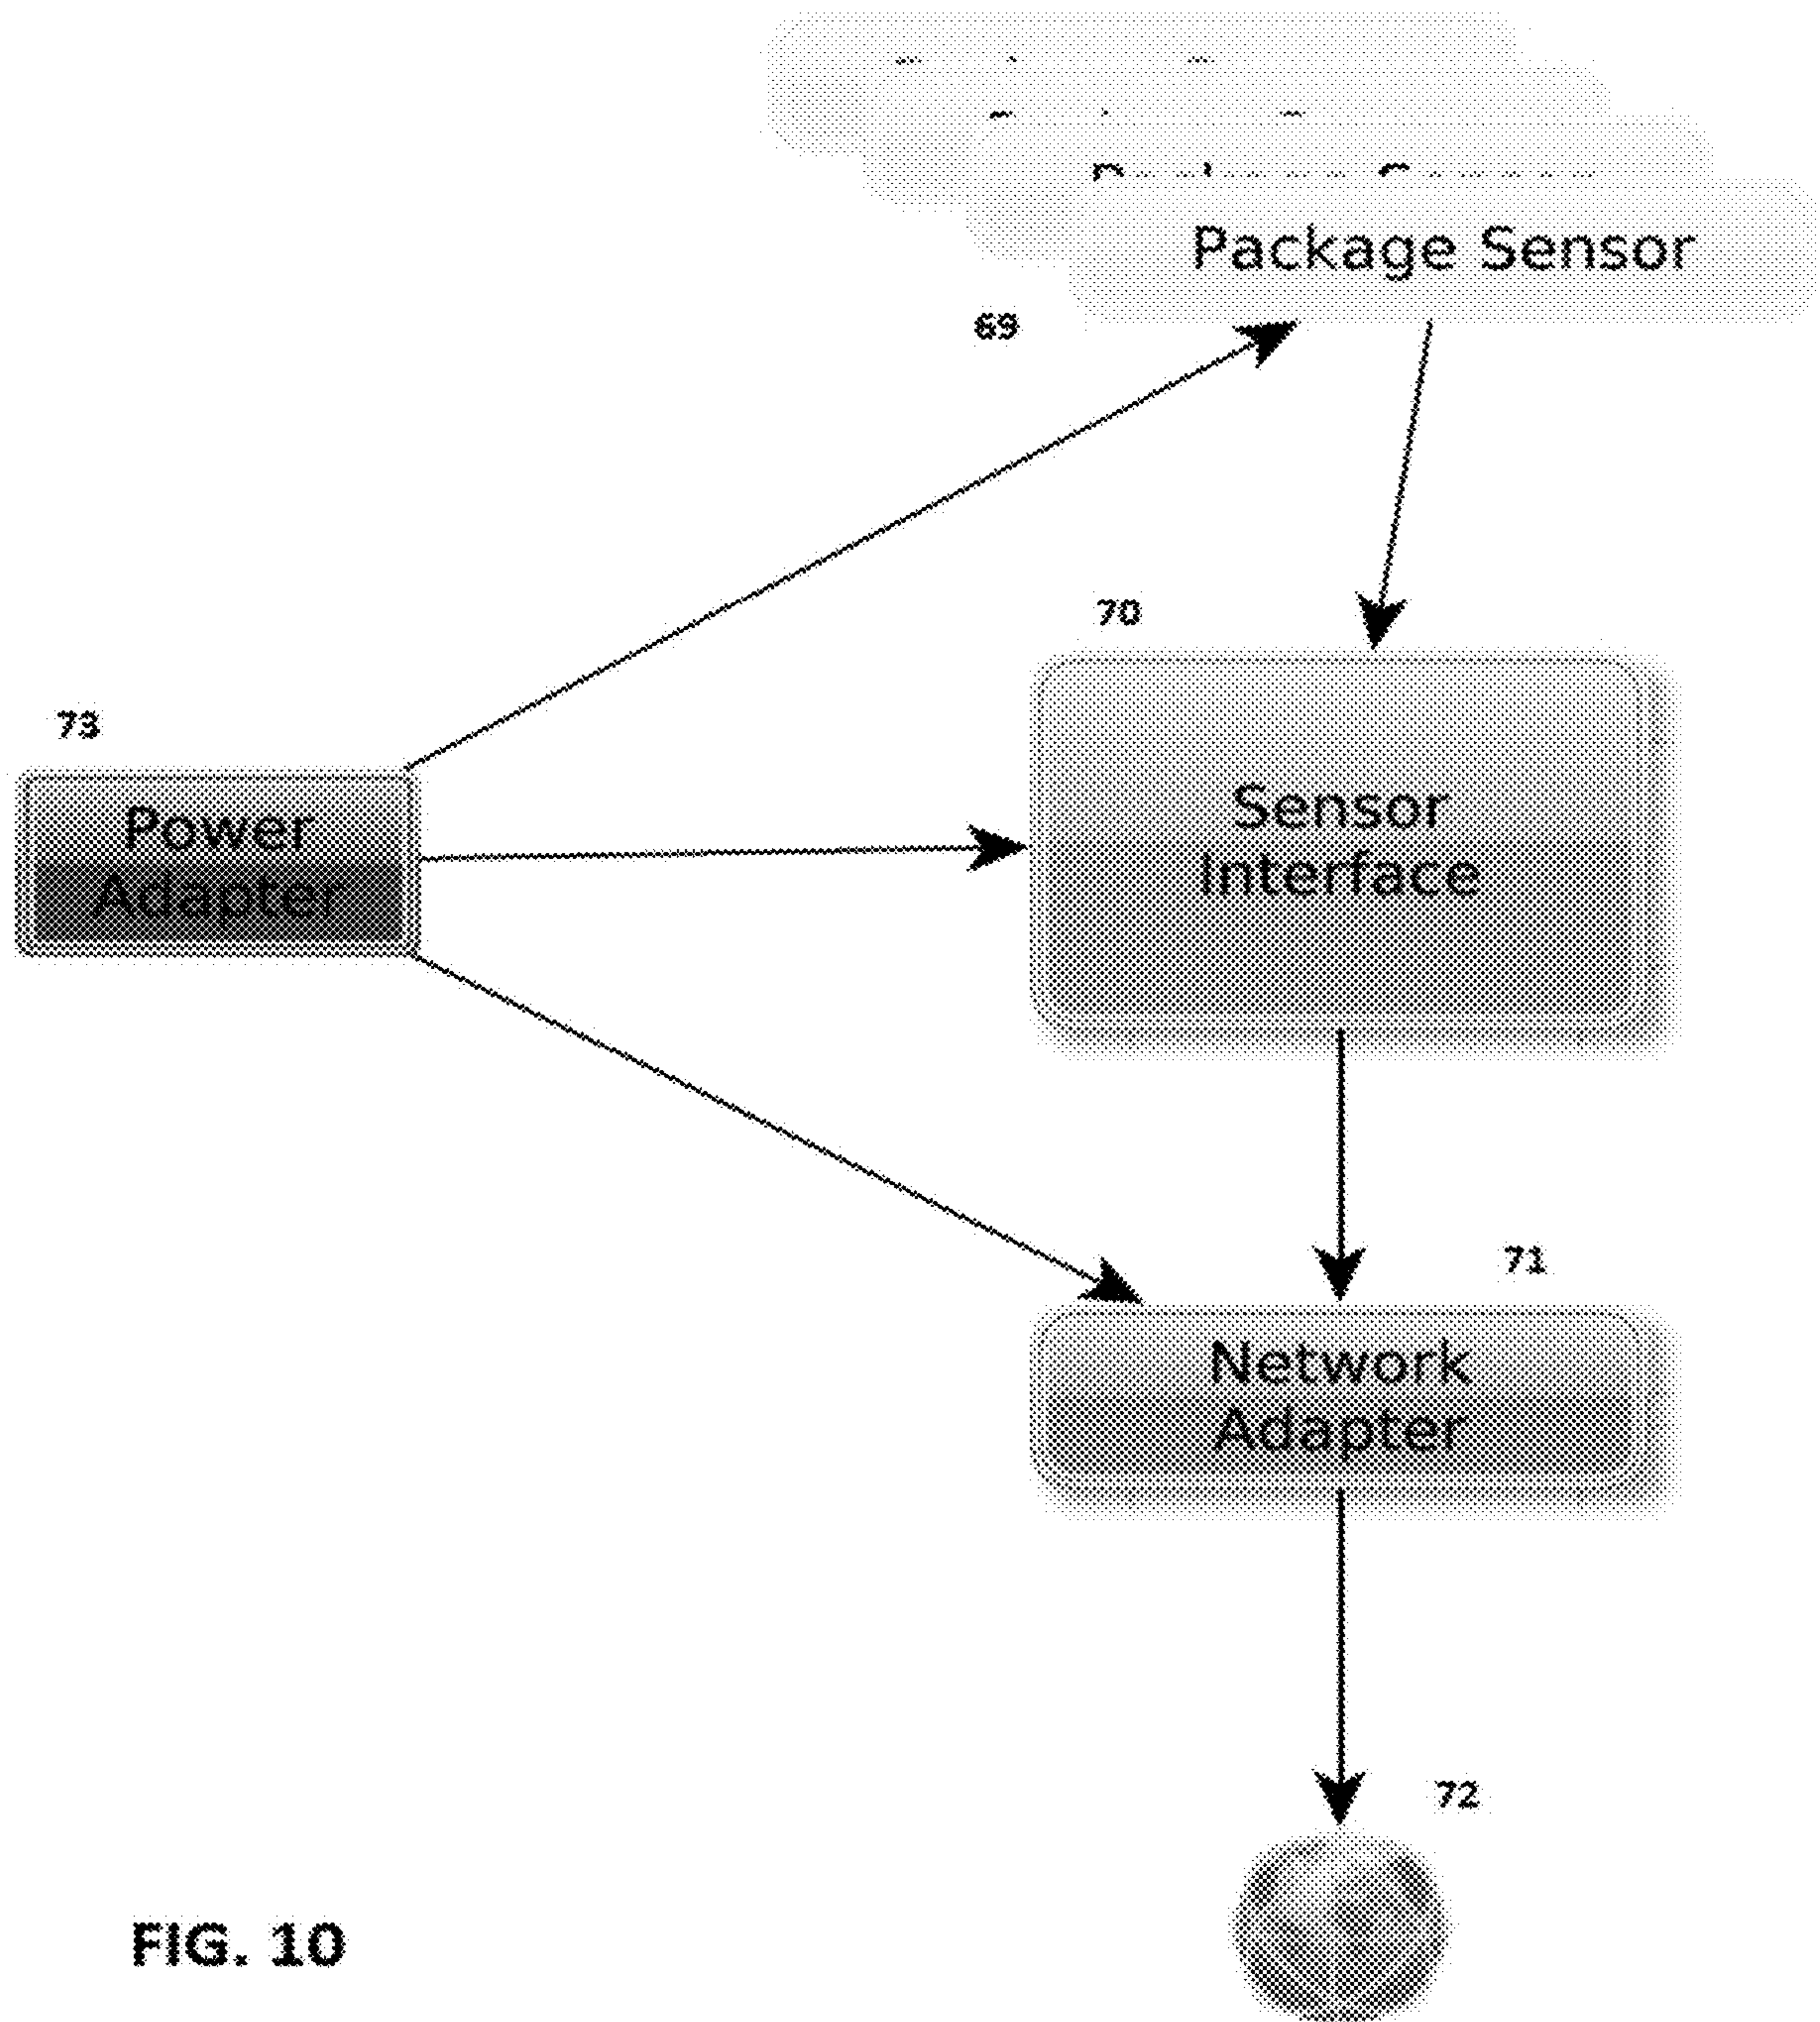 Package Sensor
69
70
73
Power
Adapter
Sensor
Interface
71
Network
Adapter
72
FIG. 10